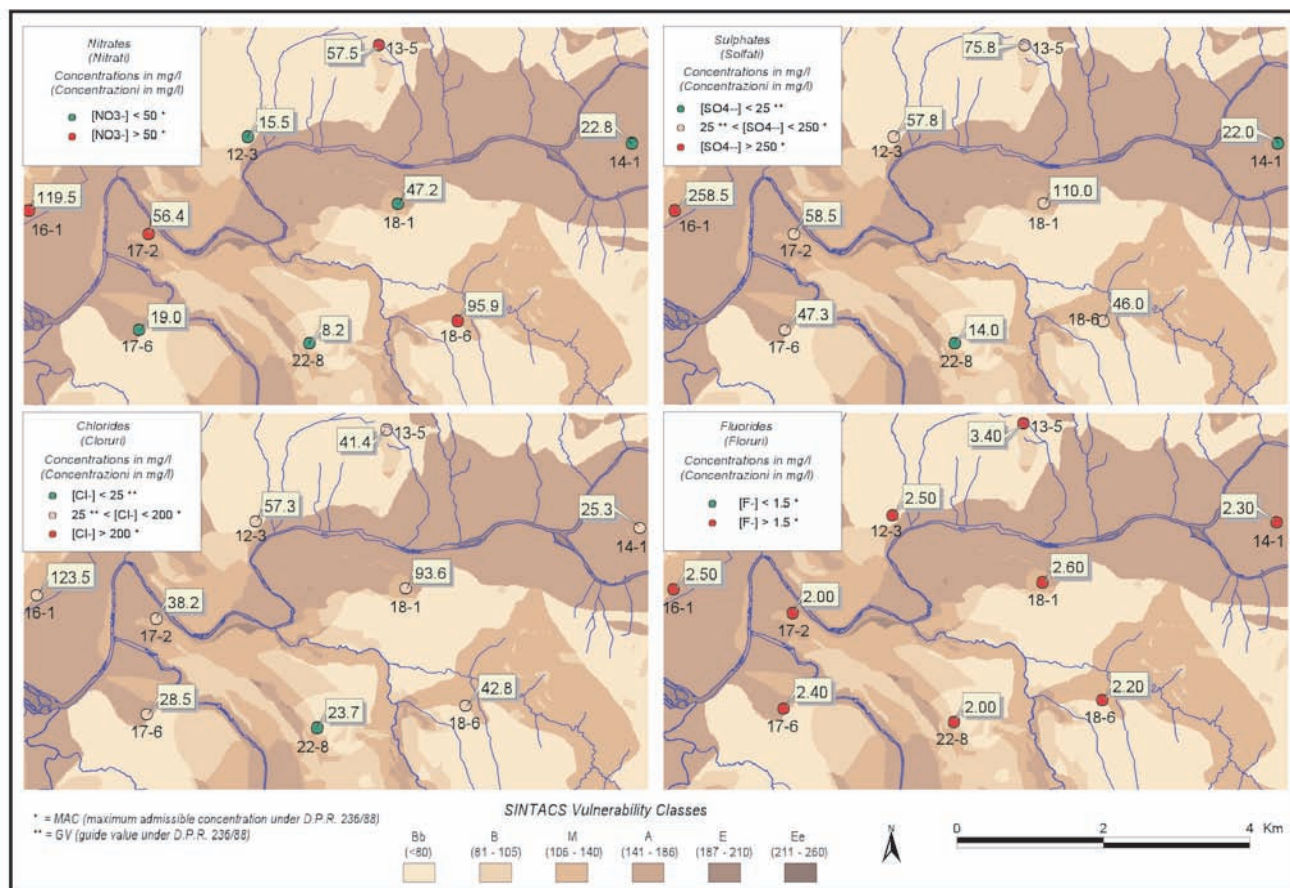 Nitrates
(Nitrati)
Concentrations in mg/l
(Concentrazioni in mg/l)
[NO3-] < 50 *
[NO3-] > 50 *
57.5
13-5
15.5
12-3
22.8
14-1
119.5
16-1
56.4
17-2
47.2
18-1
19.0
17-6
8.2
22-8
95.9
18-6
Sulphates
(Solfati)
Concentrations in mg/l
(Concentrazioni in mg/l)
[SO4--] < 25 **
25 ** < [SO4--] < 250 *
[SO4--] > 250 *
75.8
13-5
57.8
12-3
22.0
14-1
258.5
16-1
58.5
17-2
110.0
18-1
47.3
17-6
14.0
22-8
46.0
18-6
Chlorides
(Cloruri)
Concentrations in mg/l
(Concentrazioni in mg/l)
[Cl-] < 25 **
25 ** < [Cl-] < 200 *
[Cl-] > 200 *
41.4
13-5
57.3
12-3
25.3
14-1
123.5
16-1
38.2
17-2
93.6
18-1
28.5
17-6
23.7
22-8
42.8
18-6
Fluorides
(Floruri)
Concentrations in mg/l
(Concentrazioni in mg/l)
[F-] < 1.5 *
[F-] > 1.5 *
3.40
13-5
2.50
12-3
2.30
14-1
2.50
16-1
2.00
17-2
2.60
18-1
2.40
17-6
2.00
22-8
2.20
18-6
* = MAC (maximum admissible concentration under D.P.R. 236/88)
** = GV (guide value under D.P.R. 236/88)
SINTACS Vulnerability Classes
Bb B M A E Ee
(<80) (81 - 105) (106 - 140) (141 - 186) (187 - 210) (211 - 260)
N
0 2 4 Km